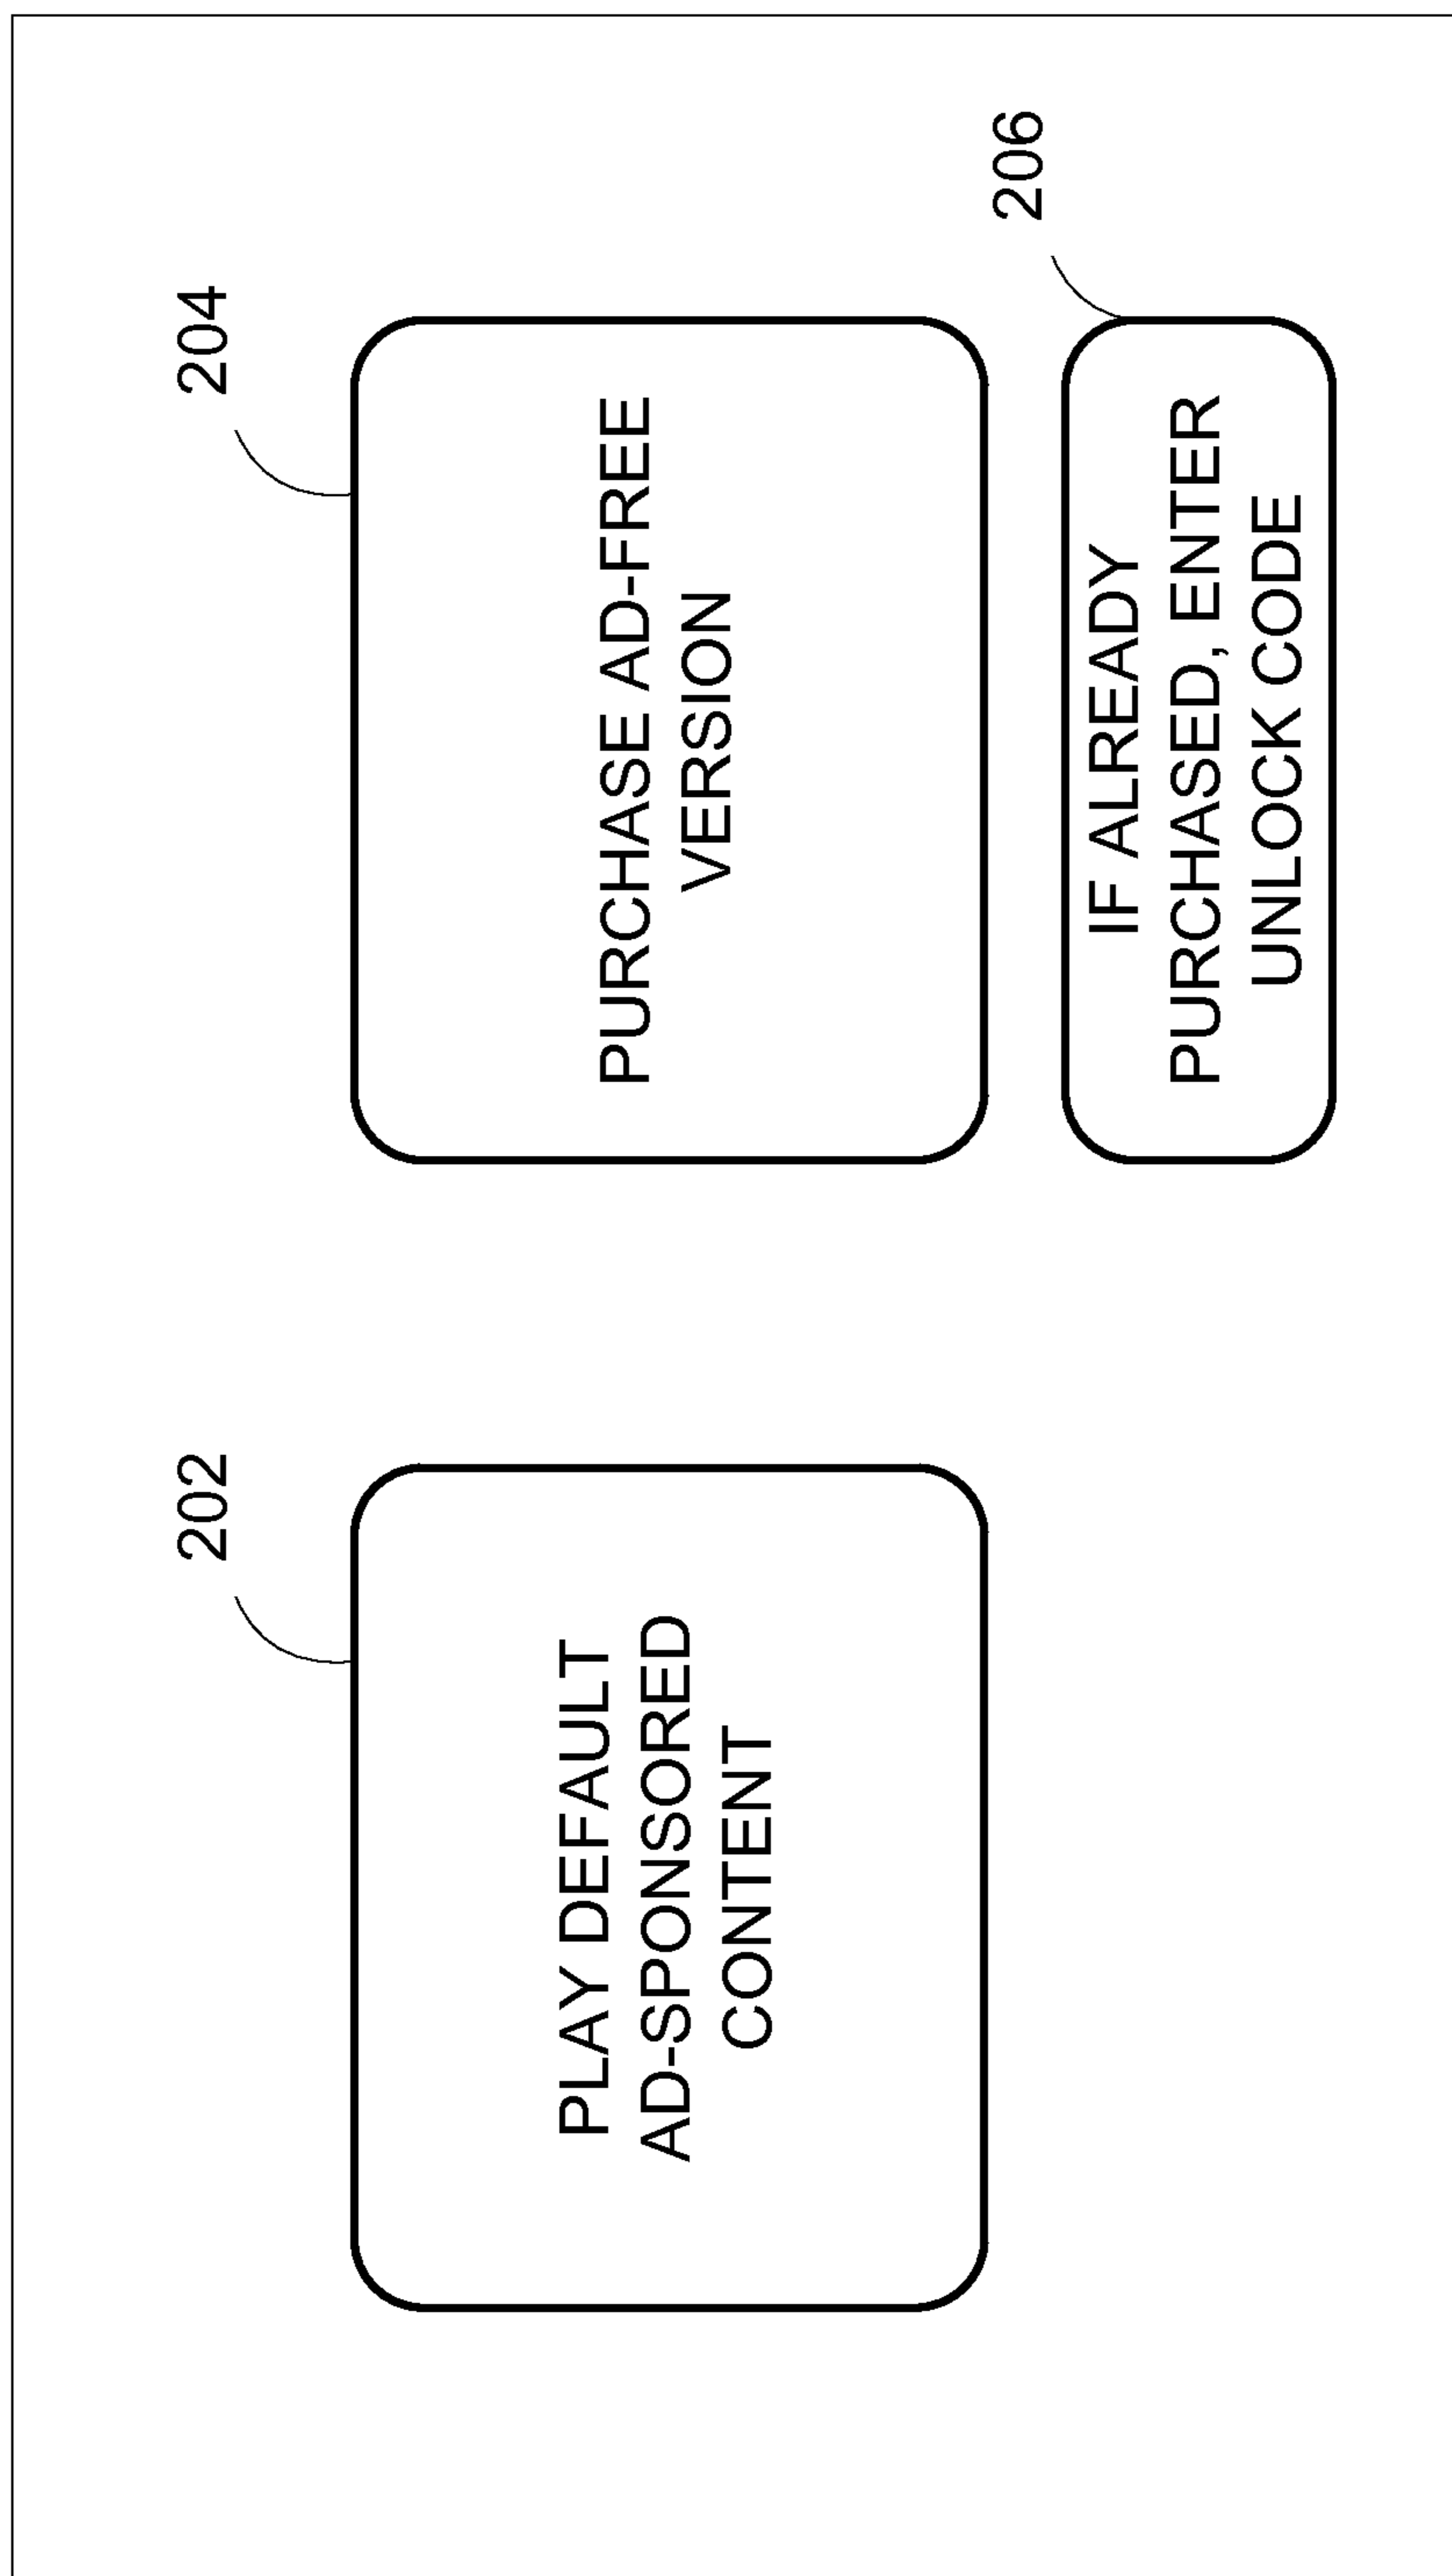 202
PLAY DEFAULT
AD-SPONSORED
CONTENT
204
PURCHASE AD-FREE
VERSION
206
IF ALREADY
PURCHASED, ENTER
UNLOCK CODE